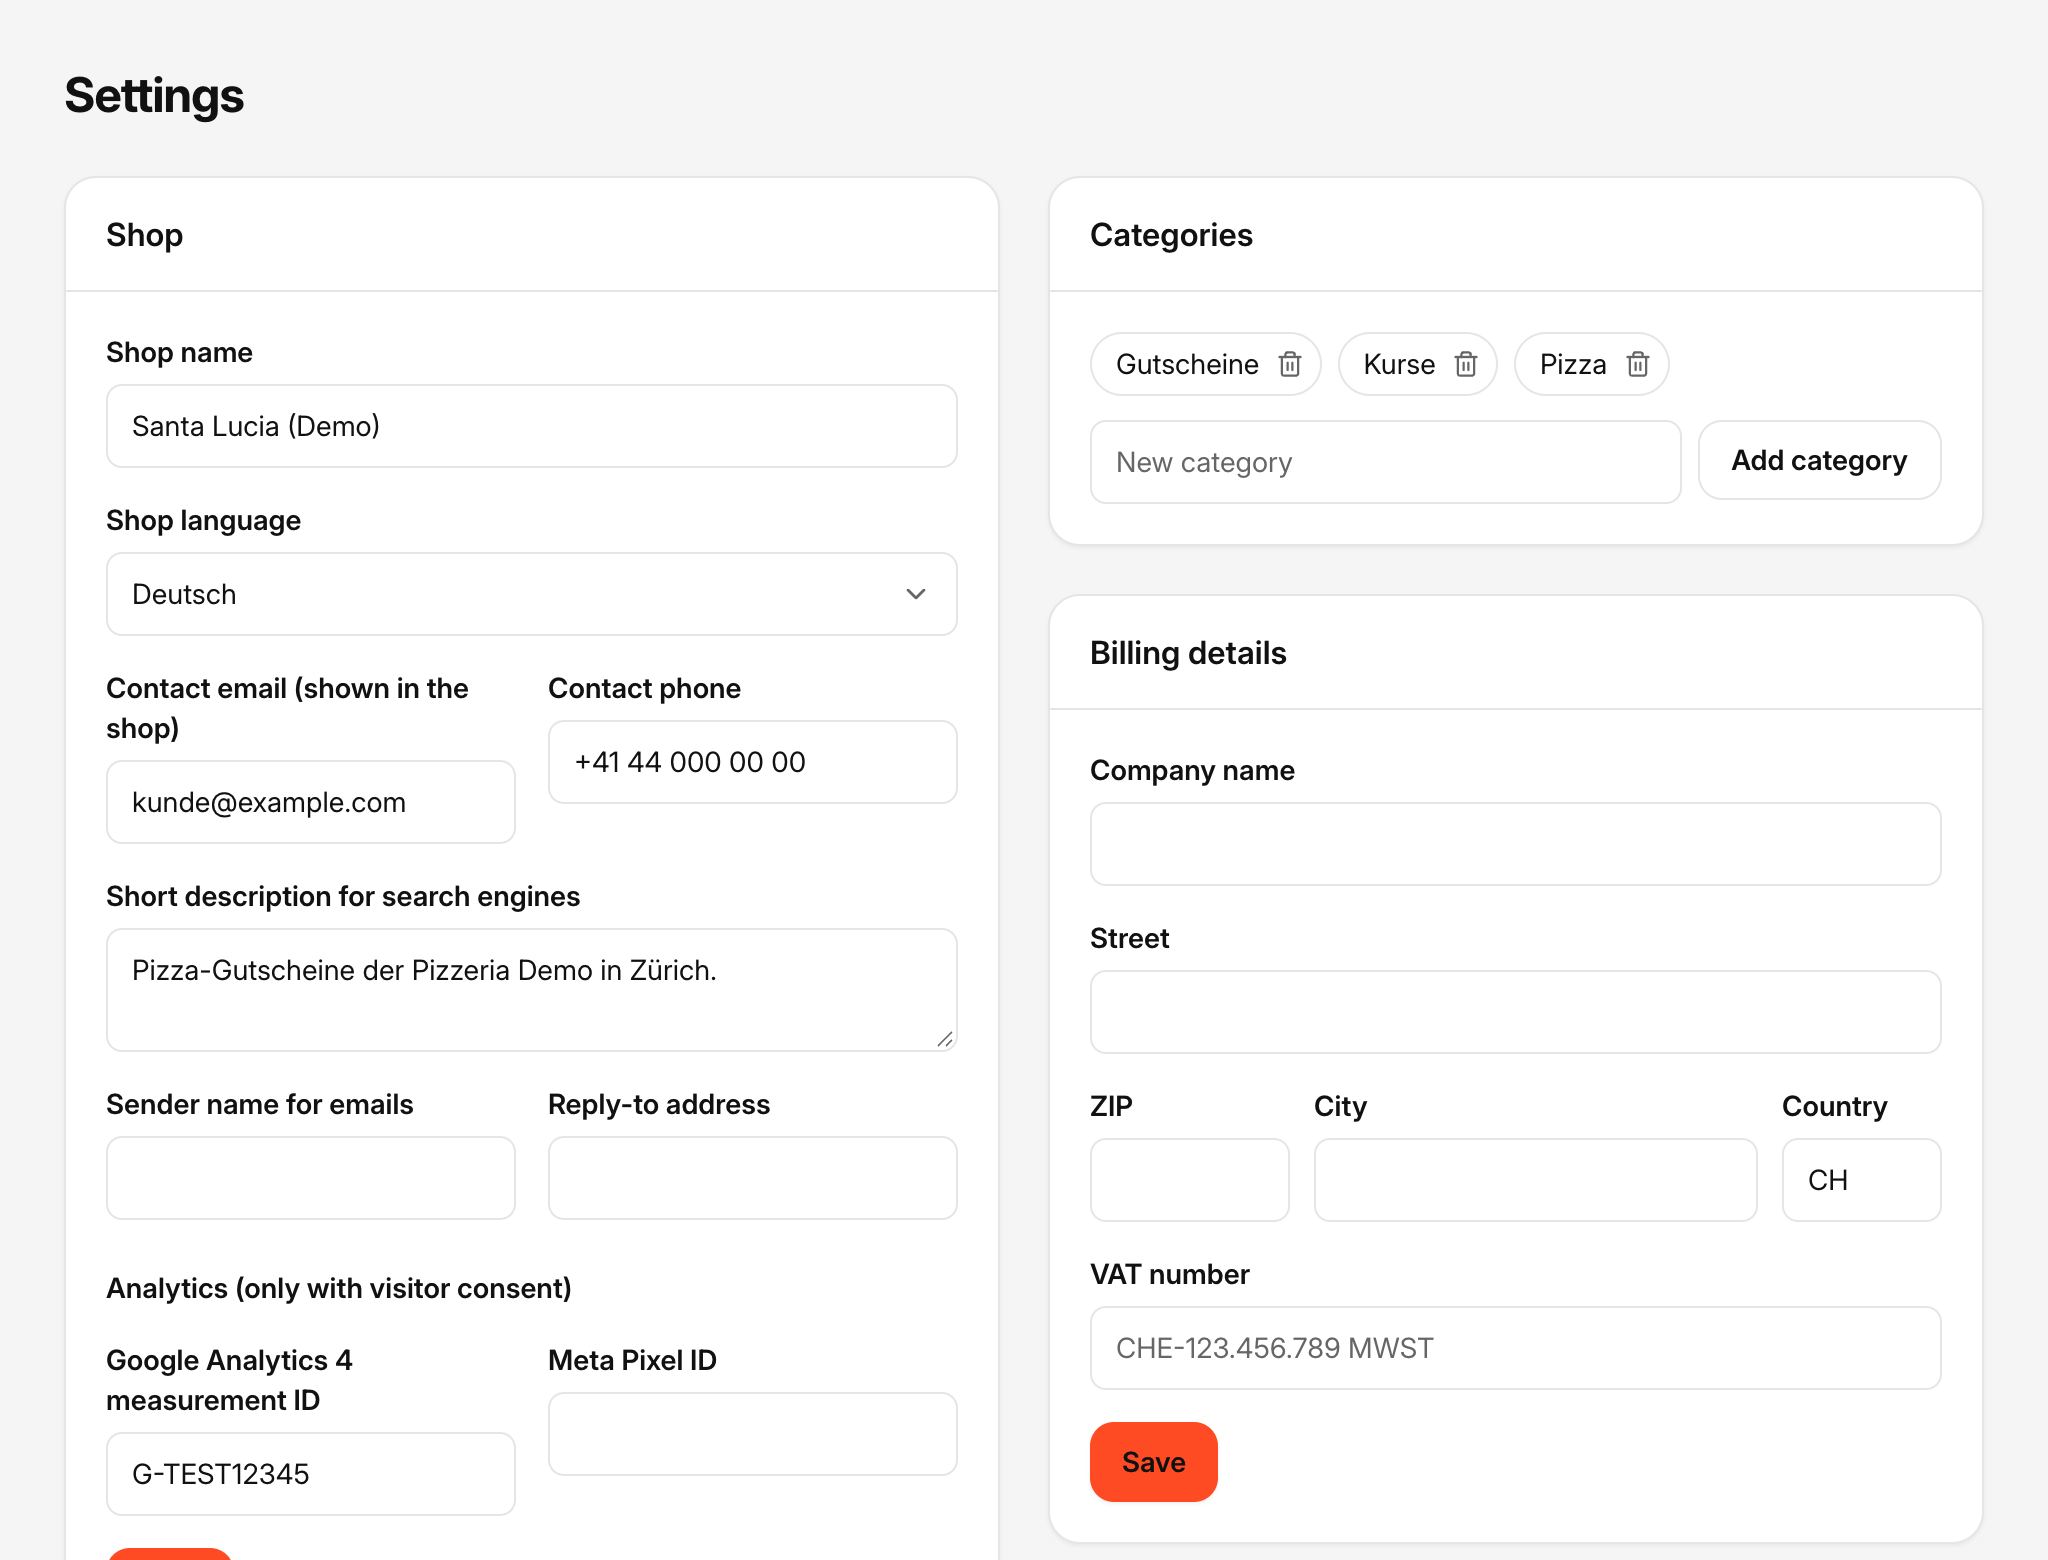 Settings
Shop
Shop name
Santa Lucia (Demo)
Shop language
Deutsch
Contact email (shown in the
shop)
kunde@example.com
Contact phone
+41 44 000 00 00
Short description for search engines
Pizza-Gutscheine der Pizzeria Demo in Zürich.
Sender name for emails
Reply-to address
Analytics (only with visitor consent)
Google Analytics 4
measurement ID
G-TEST12345
Meta Pixel ID
Categories
Gutscheine
Kurse
Pizza
New category
Add category
Billing details
Company name
Street
ZIP
City
Country
CH
VAT number
CHE-123.456.789 MWST
Save